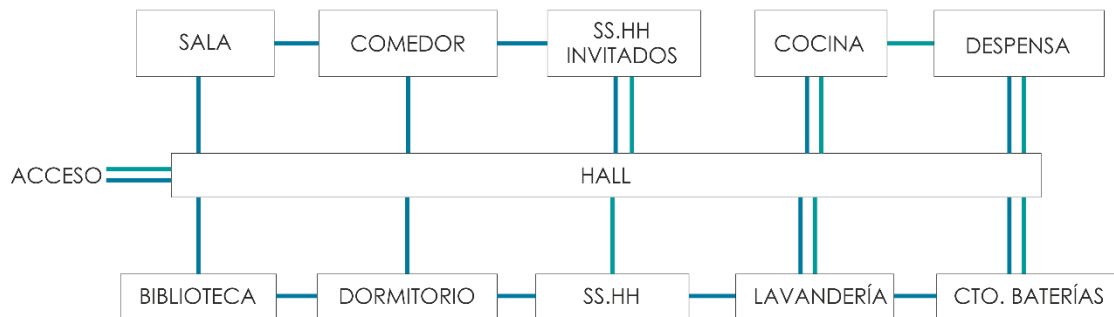 SALA
COMEDOR
SS.HH
INVITADOS
COCINA
DESPENSA
ACCESO
HALL
BIBLIOTECA
DORMITORIO
SS.HH
LAVANDERÍA
CTO. BATERÍAS